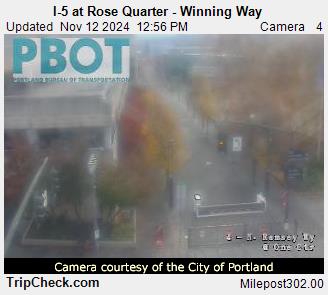 I-5 at Rose Quarter - Winning Way
Updated Nov 12 2024 12:56 PM Camera 4
PBOT
PORTLAND BUREAU OF TRANSPORTATION
Camera courtesy of the City of Portland
TripCheck.com Milepost302.00